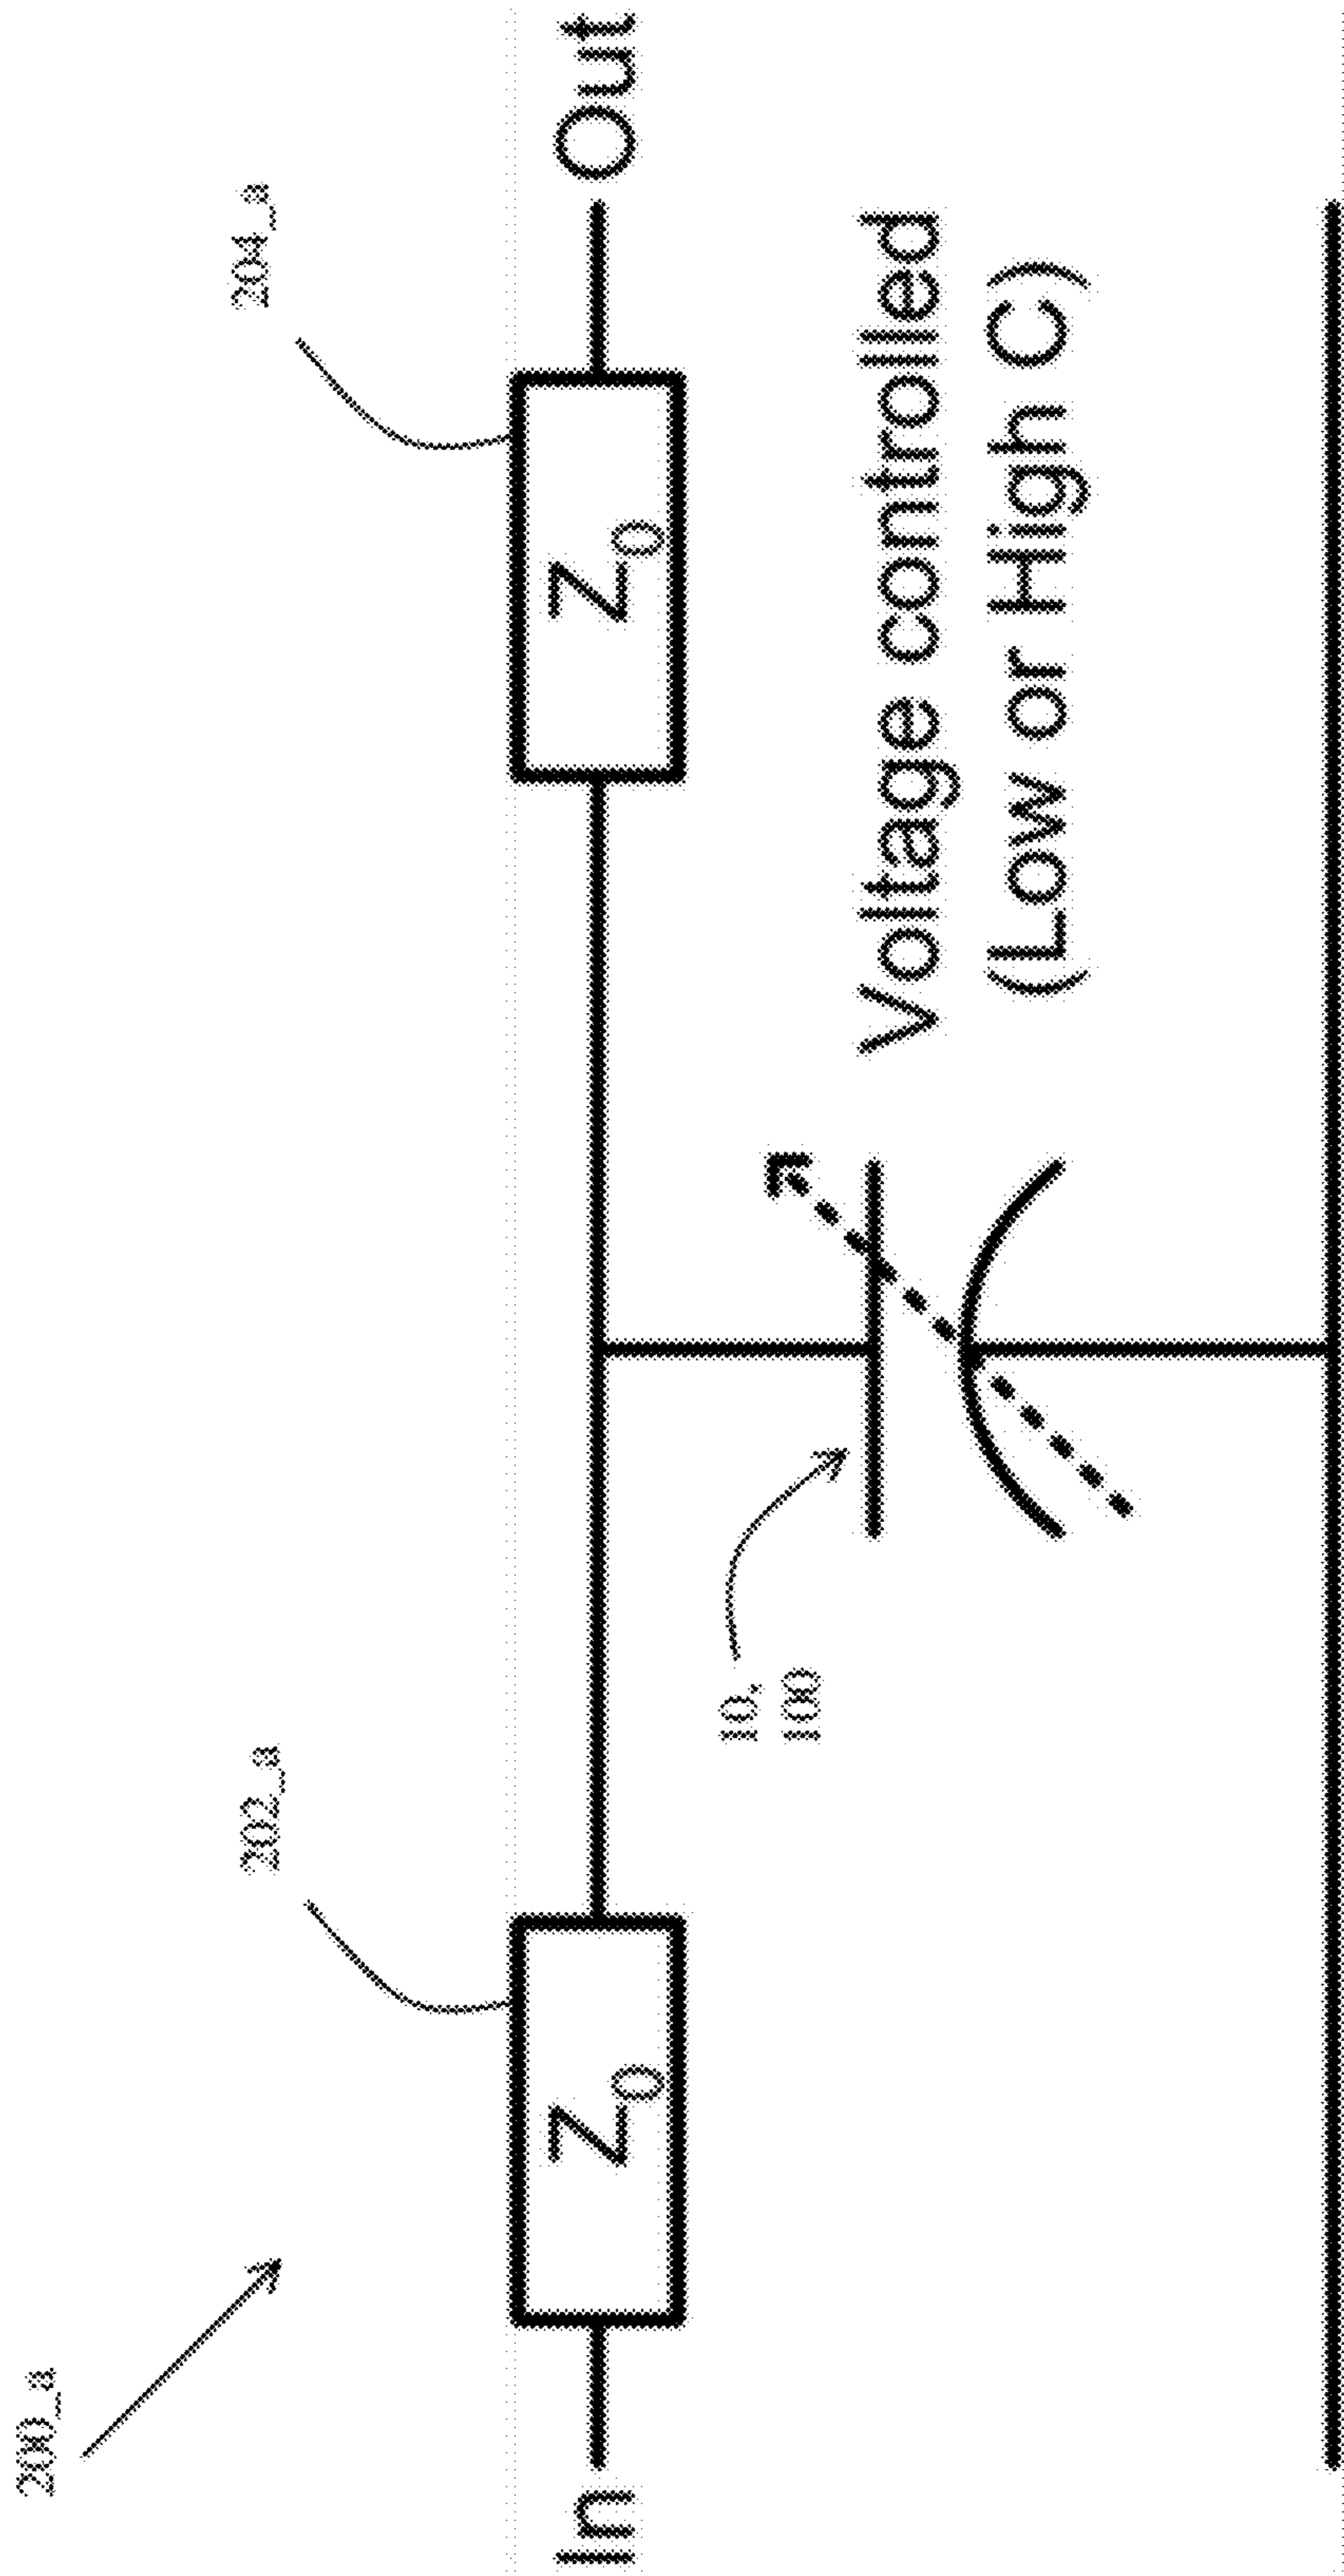 200_a
202_a
204_a
In
Z0
Z0
Out
10,
100
Voltage controlled
(Low or High C)